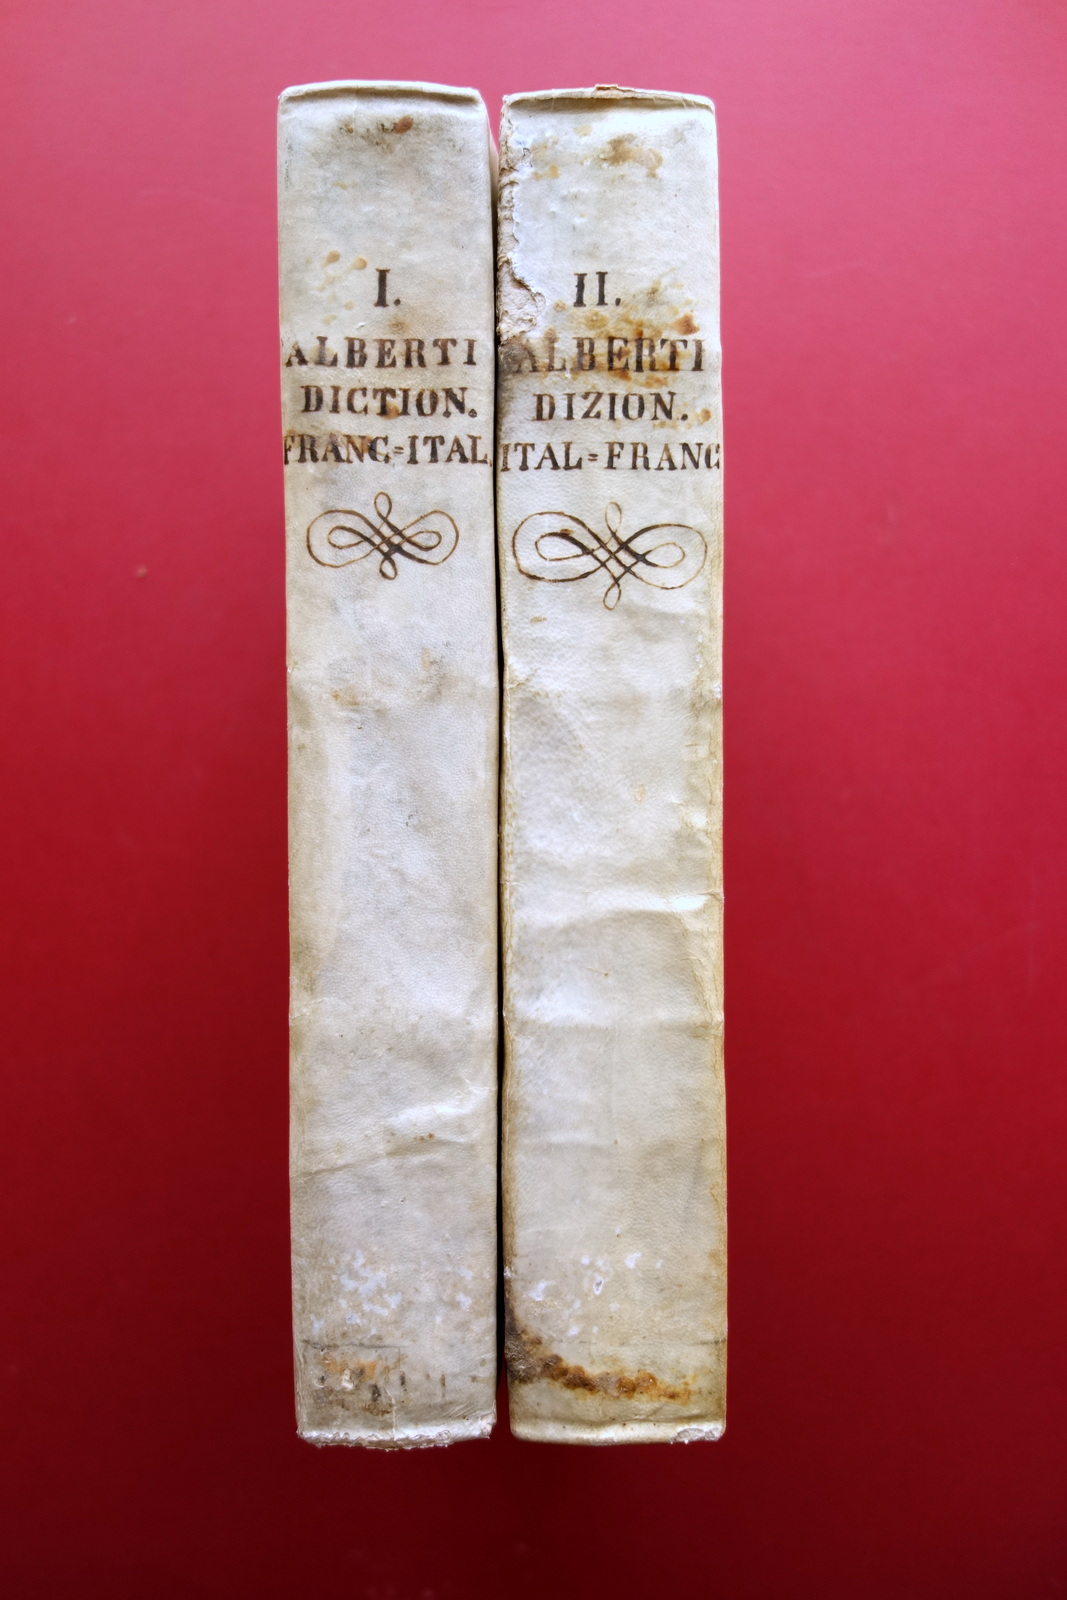 I.
ALBERTI
DICTION.
FRANC=ITAL.
II.
ALBERTI
DIZION.
ITAL=FRANC